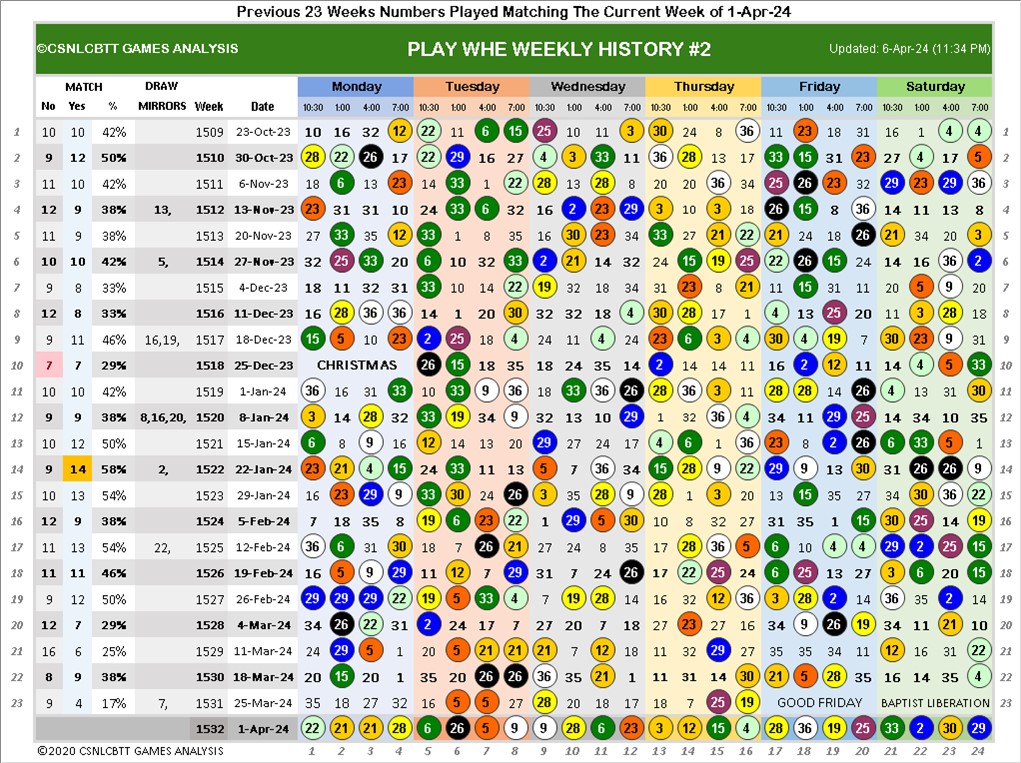 Previous 23 Weeks Numbers Played Matching The Current Week of 1-Apr-24
©CSNLCBTT GAMES ANALYSIS PLAY WHE WEEKLY HISTORY #2 Updated: 6-Apr-24 (11:34 PM)
MATCH DRAW Monday Tuesday Wednesday Thursday Friday Saturday
No Yes % MIRRORS Week Date 10:30 1:00 4:00 7:00 10:30 1:00 4:00 7:00 10:30 1:00 4:00 7:00 10:30 1:00 4:00 7:00 10:30 1:00 4:00 7:00 10:30 1:00 4:00 7:00
1 10 10 42% 1509 23-Oct-23 10 16 32 12 22 11 6 15 25 10 11 3 30 24 8 36 11 23 18 31 16 1 4 4 1
2 9 12 50% 1510 30-Oct-23 28 22 26 17 22 29 16 27 4 3 33 11 36 28 13 17 33 15 31 23 27 4 17 5 2
3 11 10 42% 1511 6-Nov-23 18 6 13 23 14 33 1 22 28 13 28 8 20 20 36 34 25 26 23 32 29 23 29 36 3
4 12 9 38% 13, 1512 13-Nov-23 23 31 31 10 24 33 6 32 16 2 23 29 3 10 3 18 26 15 8 36 14 11 13 8 4
5 11 9 38% 1513 20-Nov-23 27 33 35 12 33 1 8 35 16 30 23 34 33 27 21 22 21 24 18 26 21 34 20 3 5
6 10 10 42% 5, 1514 27-Nov-23 32 25 33 20 6 10 32 33 2 21 14 32 24 15 19 25 22 26 15 24 14 16 36 2 6
7 9 8 33% 1515 4-Dec-23 18 11 32 31 33 10 14 22 19 32 18 34 31 23 8 21 11 15 31 11 20 5 9 20 7
8 12 8 33% 1516 11-Dec-23 16 28 36 36 14 1 20 30 32 32 18 4 30 28 17 1 4 13 25 20 11 3 28 18 8
9 9 11 46% 16,19, 1517 18-Dec-23 15 5 10 23 2 25 18 4 24 11 4 24 23 6 3 4 30 4 19 7 30 23 9 31 9
10 7 7 29% 1518 25-Dec-23 CHRISTMAS 26 15 18 35 18 24 35 14 2 14 14 11 16 2 12 11 14 4 5 33 10
11 10 10 42% 1519 1-Jan-24 36 16 31 33 10 33 9 36 18 33 36 26 28 36 3 11 28 28 14 26 4 13 31 30 11
12 9 9 38% 8,16,20, 1520 8-Jan-24 3 14 28 32 33 19 34 9 32 13 10 29 1 32 36 4 34 34 29 25 14 34 10 35 12
13 10 12 50% 1521 15-Jan-24 6 8 9 16 12 14 13 20 29 27 24 17 4 6 1 36 23 8 2 26 6 33 5 1 13
14 9 14 58% 2, 1522 22-Jan-24 23 21 4 15 24 33 11 13 5 7 36 34 15 28 9 22 29 9 13 30 31 26 26 9 14
15 10 13 54% 1523 29-Jan-24 16 23 29 9 33 30 24 26 3 35 28 9 28 1 3 20 13 15 35 27 34 30 36 22 15
16 12 9 38% 1524 5-Feb-24 7 18 35 8 19 6 23 22 1 29 5 30 10 8 32 27 31 35 1 15 30 25 14 19 16
17 11 13 54% 22, 1525 12-Feb-24 36 6 31 30 18 7 26 21 27 24 8 35 17 28 36 5 6 10 4 4 29 2 25 15 17
18 11 11 46% 1526 19-Feb-24 16 5 9 29 11 12 7 29 31 7 24 26 17 22 25 24 6 25 18 27 3 6 20 15 18
19 9 12 50% 1527 26-Feb-24 29 29 29 22 19 5 33 4 7 19 28 14 16 32 12 36 3 28 2 14 36 35 2 14 19
20 12 7 29% 1528 4-Mar-24 34 26 22 31 2 24 17 7 27 20 7 18 27 23 27 16 34 9 26 19 34 11 21 10 20
21 16 6 25% 1529 11-Mar-24 24 29 5 1 20 5 21 21 21 7 12 18 11 32 29 27 35 35 34 11 12 16 31 22 21
22 8 9 38% 1530 18-Mar-24 20 15 20 1 35 20 26 26 36 35 21 1 11 31 14 30 21 5 28 35 16 14 35 4 22
23 9 4 17% 7, 1531 25-Mar-24 35 18 27 32 16 5 5 27 28 20 18 17 18 7 25 19 GOOD FRIDAY BAPTIST LIBERATION 23
1532 1-Apr-24 22 21 21 28 6 26 5 9 9 28 6 23 3 12 15 4 28 36 19 25 33 2 30 29
©2020 CSNLCBTT GAMES ANALYSIS 1 2 3 4 5 6 7 8 9 10 11 12 13 14 15 16 17 18 19 20 21 22 23 24